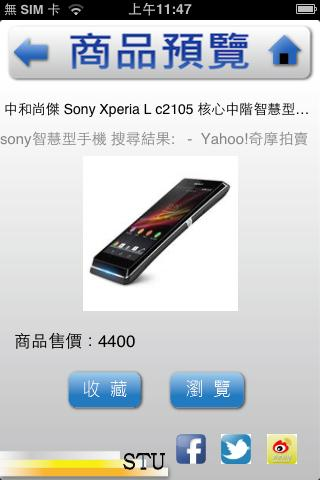 無 SIM 卡 上午11:47
商品預覽
中和尚傑 Sony Xperia L c2105 核心中階智慧型…
sony智慧型手機 搜尋結果: - Yahoo!奇摩拍賣
商品售價：4400
收 藏 瀏 覽
STU